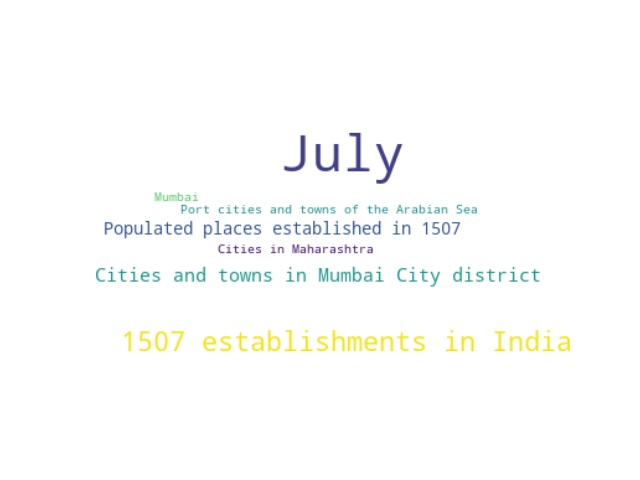 July
Mumbai
Port cities and towns of the Arabian Sea
Populated places established in 1507
Cities in Maharashtra
Cities and towns in Mumbai City district
1507 establishments in India